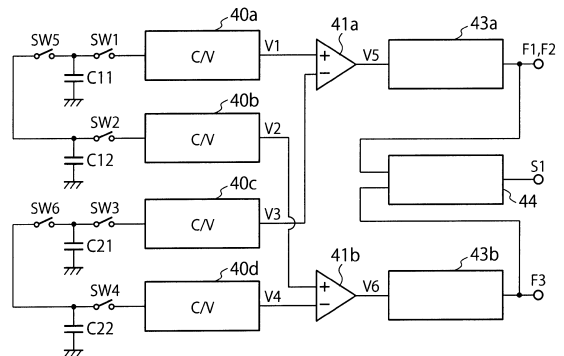 40a
SW5 SW1 V1 41a 43a F1,F2
C/V + − V5
C11
40b
SW2 V2
C/V
C12 S1
44
40c
SW6 SW3 V3
C/V
C21
40d 41b 43b
SW4 V4 + − V6 F3
C/V
C22